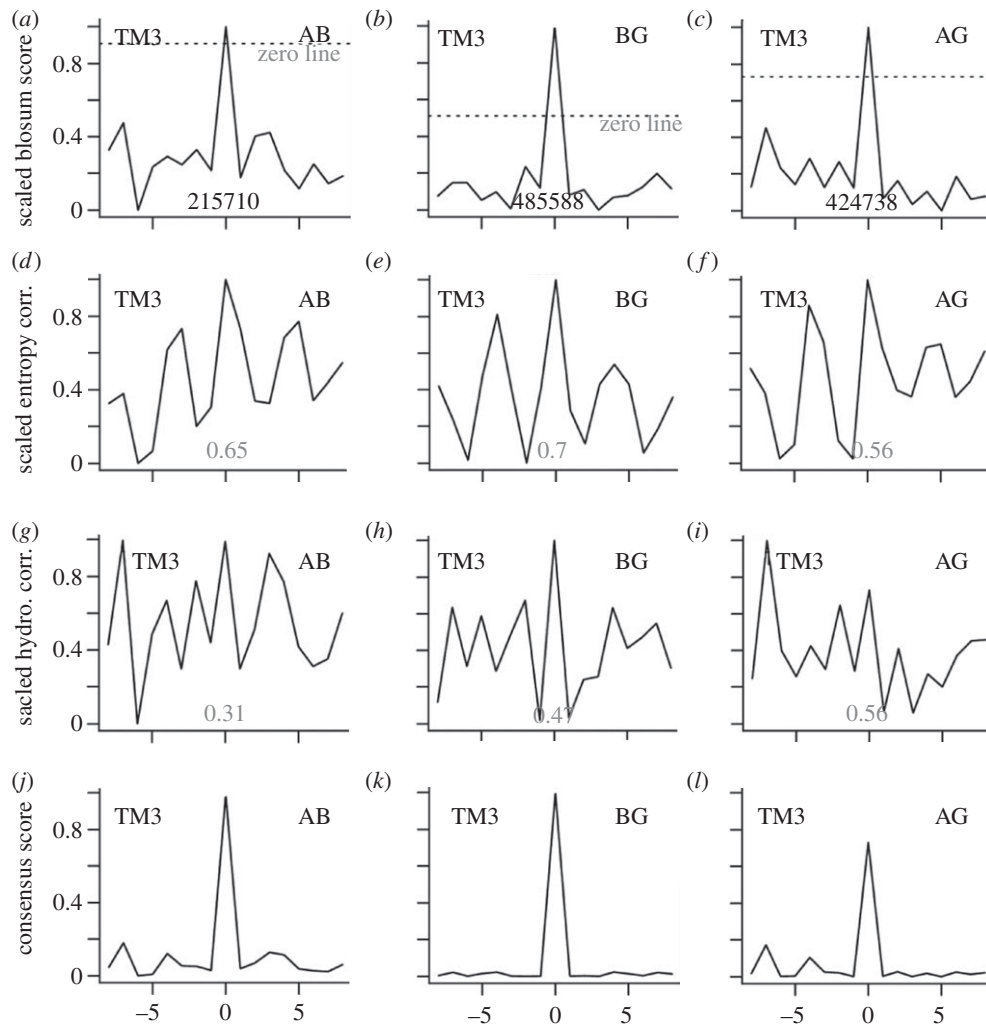 (a) (b) (c)
TM3 AB TM3 BG TM3 AG
zero line
zero line
scaled blosum score
0.8
0.4
0
215710 485588 424738
(d) (e) (f)
TM3 AB TM3 BG TM3 AG
scaled entropy corr.
0.8
0.4
0
0.65 0.7 0.56
(g) (h) (i)
TM3 AB TM3 BG TM3 AG
sacled hydro. corr.
0.8
0.4
0
0.31 0.47 0.56
(j) (k) (l)
TM3 AB TM3 BG TM3 AG
consensus score
0.8
0.4
0
–5 0 5 –5 0 5 –5 0 5